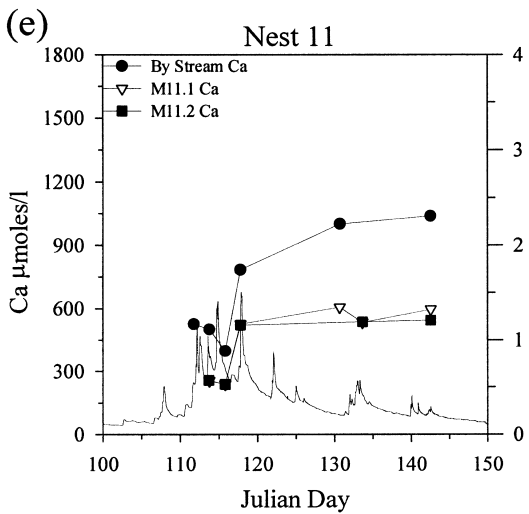 (e)
Nest 11
By Stream Ca
M11.1 Ca
M11.2 Ca
1800
1500
1200
900
600
300
0
Ca μmoles/l
4
3
2
1
0
100 110 120 130 140 150
Julian Day